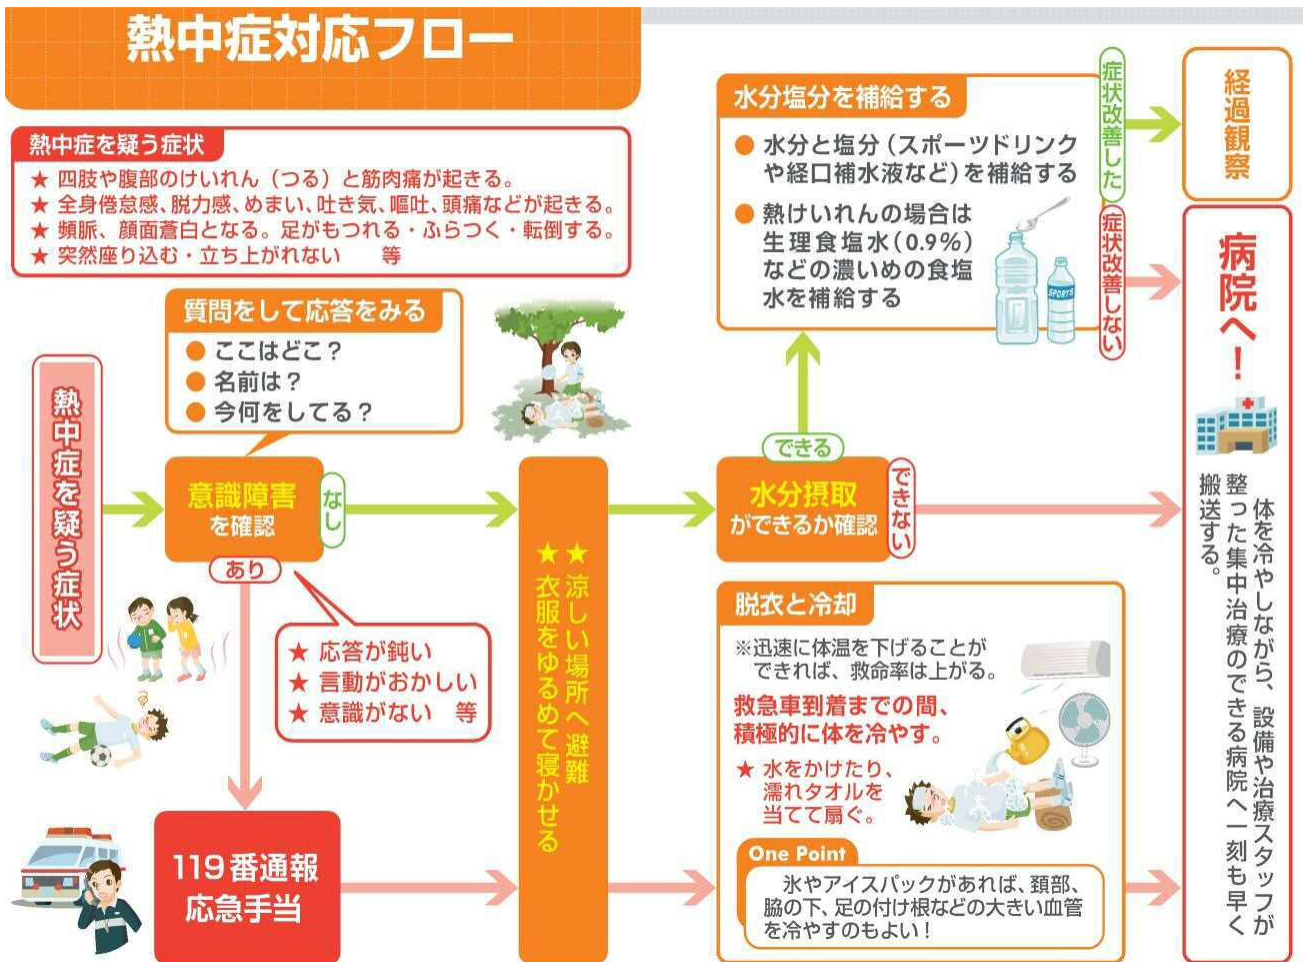 熱中症対応フロー
熱中症を疑う症状
★ 四肢や腹部のけいれん（つる）と筋肉痛が起きる。
★ 全身倦怠感、脱力感、めまい、吐き気、嘔吐、頭痛などが起きる。
★ 頻脈、顔面蒼白となる。足がもつれる・ふらつく・転倒する。
★ 突然座り込む・立ち上がれない　等
熱中症を疑う症状
質問をして応答をみる
● ここはどこ？
● 名前は？
● 今何をしてる？
意識障害
を確認
なし
あり
★ 応答が鈍い
★ 言動がおかしい
★ 意識がない　等
119番通報
応急手当
★ 涼しい場所へ避難
★ 衣服をゆるめて寝かせる
水分摂取
ができるか確認
できる
できない
水分塩分を補給する
● 水分と塩分（スポーツドリンク
や経口補水液など）を補給する
● 熱けいれんの場合は
生理食塩水（0.9％）
などの濃いめの食塩
水を補給する
SPORTS
症状改善した
症状改善しない
経過観察
脱衣と冷却
※迅速に体温を下げることが
できれば、救命率は上がる。
救急車到着までの間、
積極的に体を冷やす。
★ 水をかけたり、
濡れタオルを
当てて扇ぐ。
One Point
氷やアイスパックがあれば、頚部、
脇の下、足の付け根などの大きい血管
を冷やすのもよい！
病院へ！
体を冷やしながら、設備や治療スタッフが
整った集中治療のできる病院へ一刻も早く
搬送する。